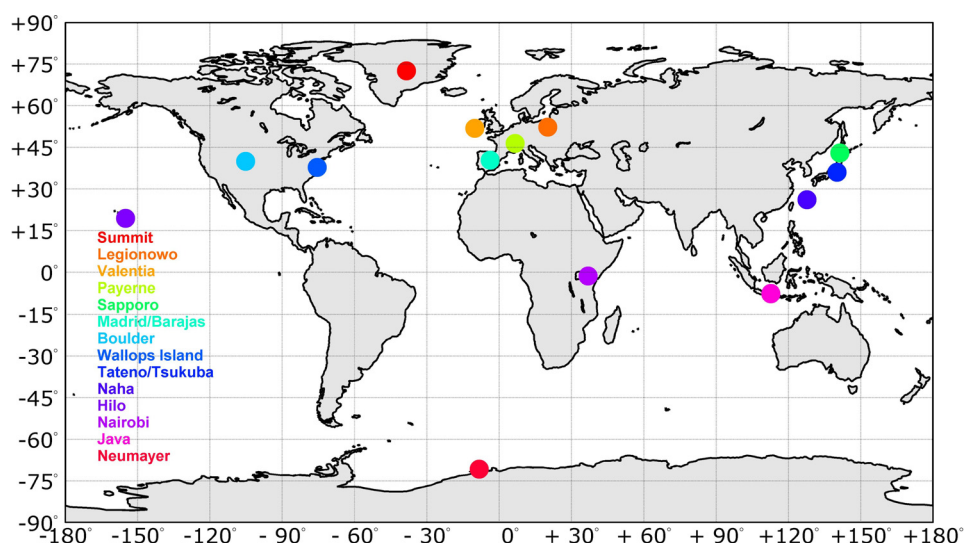 +90°
+75°
+60°
+45°
+30°
+15°
0°
-15°
-30°
-45°
-60°
-75°
-90°
Summit
Legionowo
Valentia
Payerne
Sapporo
Madrid/Barajas
Boulder
Wallops Island
Tateno/Tsukuba
Naha
Hilo
Nairobi
Java
Neumayer
-180° -150° -120° -90° -60° - 30° 0° + 30° + 60° + 90° +120° +150° +180°